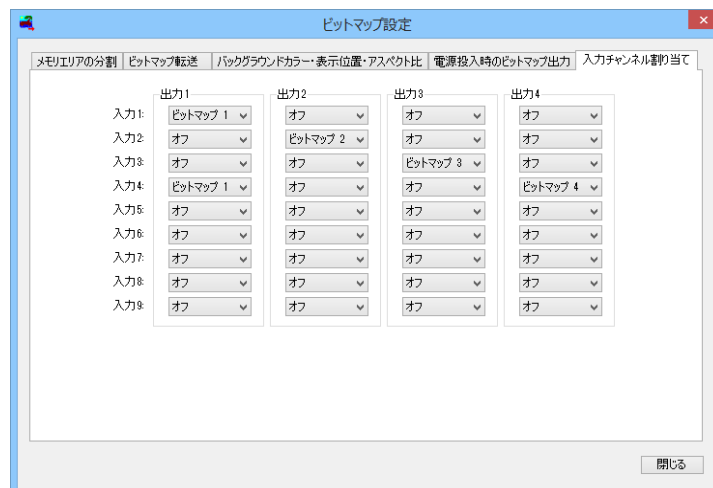 ビットマップ設定
メモリエリアの分割 ビットマップ転送 バックグラウンドカラー・表示位置・アスペクト比 電源投入時のビットマップ出力 入力チャンネル割り当て
出力1 出力2 出力3 出力4
入力1: ビットマップ 1 オフ オフ オフ
入力2: オフ ビットマップ 2 オフ オフ
入力3: オフ オフ ビットマップ 3 オフ
入力4: ビットマップ 1 オフ オフ ビットマップ 4
入力5: オフ オフ オフ オフ
入力6: オフ オフ オフ オフ
入力7: オフ オフ オフ オフ
入力8: オフ オフ オフ オフ
入力9: オフ オフ オフ オフ
閉じる